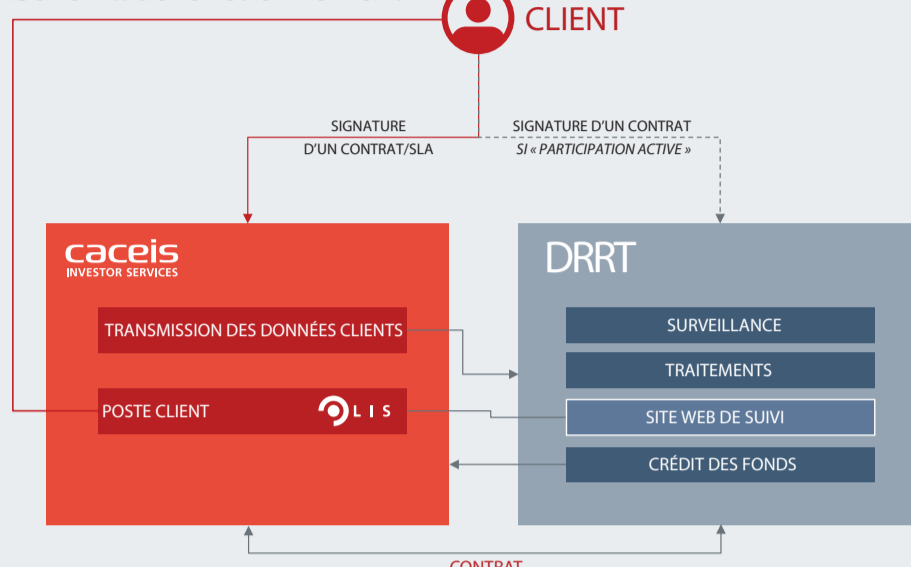 CLIENT
SIGNATURE
D'UN CONTRAT/SLA
SIGNATURE D'UN CONTRAT
SI « PARTICIPATION ACTIVE »
caceis
INVESTOR SERVICES
TRANSMISSION DES DONNÉES CLIENTS
POSTE CLIENT
OLIS
DRRT
SURVEILLANCE
TRAITEMENTS
SITE WEB DE SUIVI
CRÉDIT DES FONDS
CONTRAT